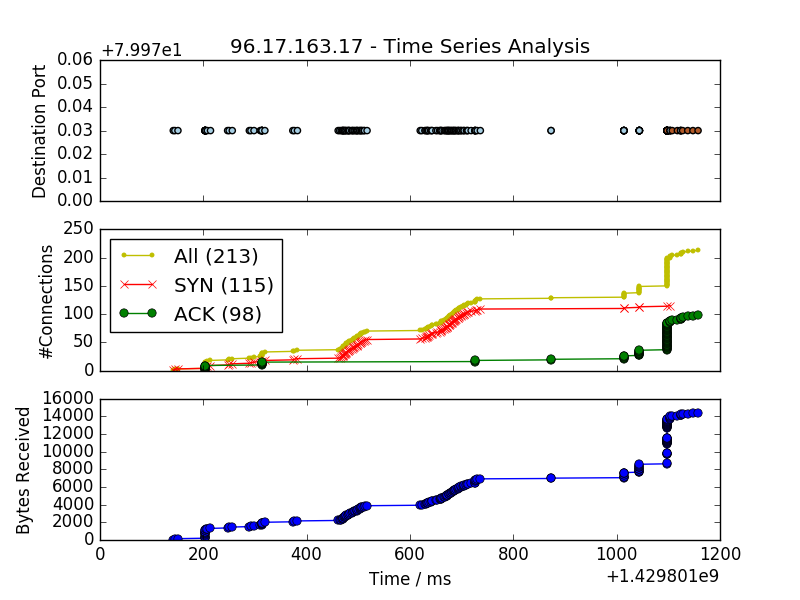 +7.997e1
96.17.163.17 - Time Series Analysis
0.06
0.05
0.04
0.03
0.02
0.01
0.00
Destination Port
250
200
150
100
50
0
#Connections
All (213)
SYN (115)
ACK (98)
16000
14000
12000
10000
8000
6000
4000
2000
0
Bytes Received
0 200 400 600 800 1000 1200
Time / ms
+1.429801e9